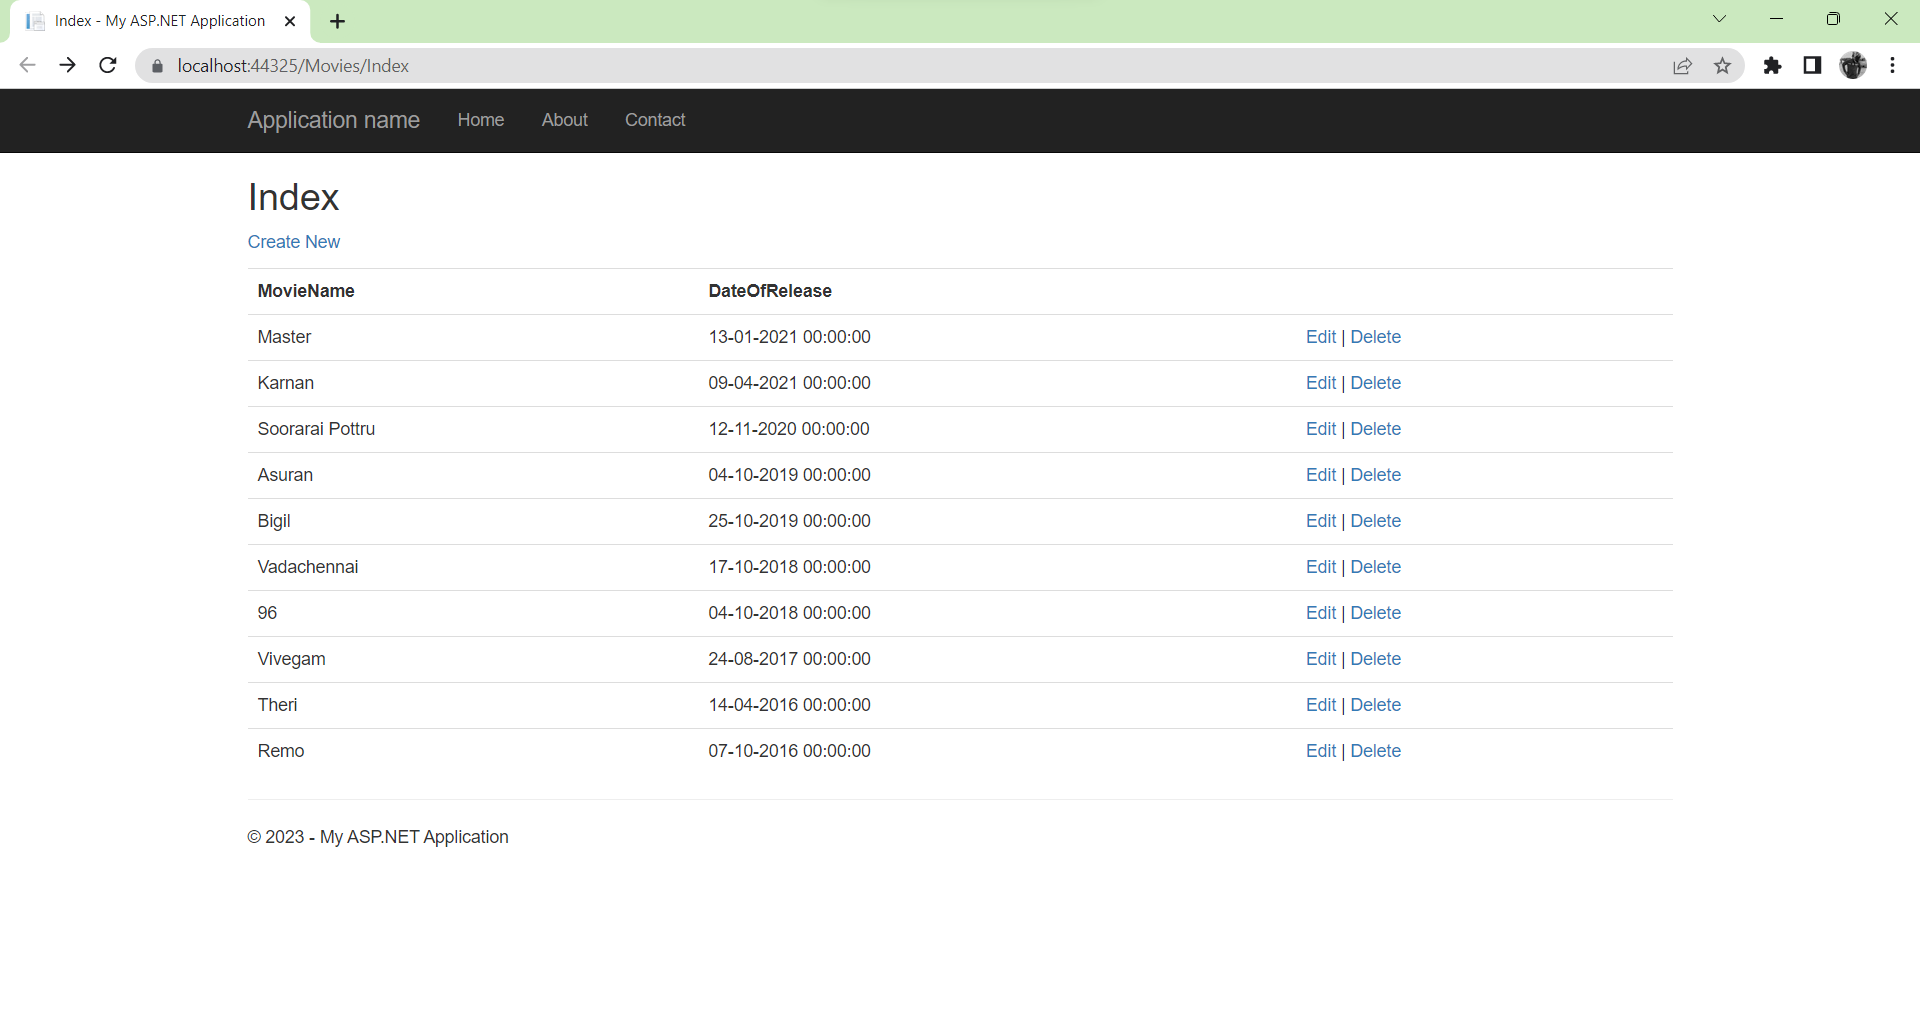 Index - My ASP.NET Application
localhost:44325/Movies/Index
Application name Home About Contact
Index
Create New
MovieName DateOfRelease
Master 13-01-2021 00:00:00 Edit | Delete
Karnan 09-04-2021 00:00:00 Edit | Delete
Soorarai Pottru 12-11-2020 00:00:00 Edit | Delete
Asuran 04-10-2019 00:00:00 Edit | Delete
Bigil 25-10-2019 00:00:00 Edit | Delete
Vadachennai 17-10-2018 00:00:00 Edit | Delete
96 04-10-2018 00:00:00 Edit | Delete
Vivegam 24-08-2017 00:00:00 Edit | Delete
Theri 14-04-2016 00:00:00 Edit | Delete
Remo 07-10-2016 00:00:00 Edit | Delete
© 2023 - My ASP.NET Application